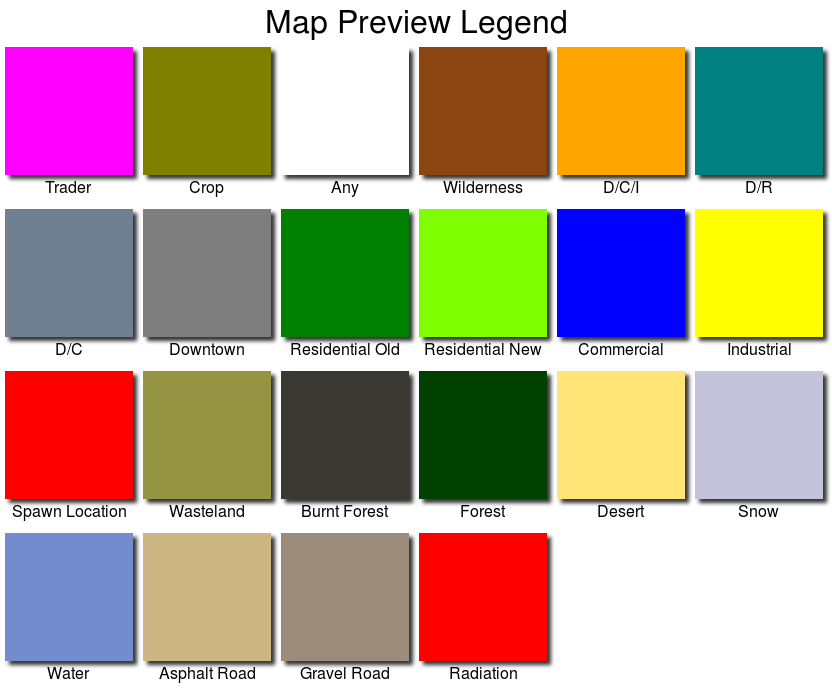 Map Preview Legend
Trader Crop Any Wilderness D/C/I D/R
D/C Downtown Residential Old Residential New Commercial Industrial
Spawn Location Wasteland Burnt Forest Forest Desert Snow
Water Asphalt Road Gravel Road Radiation